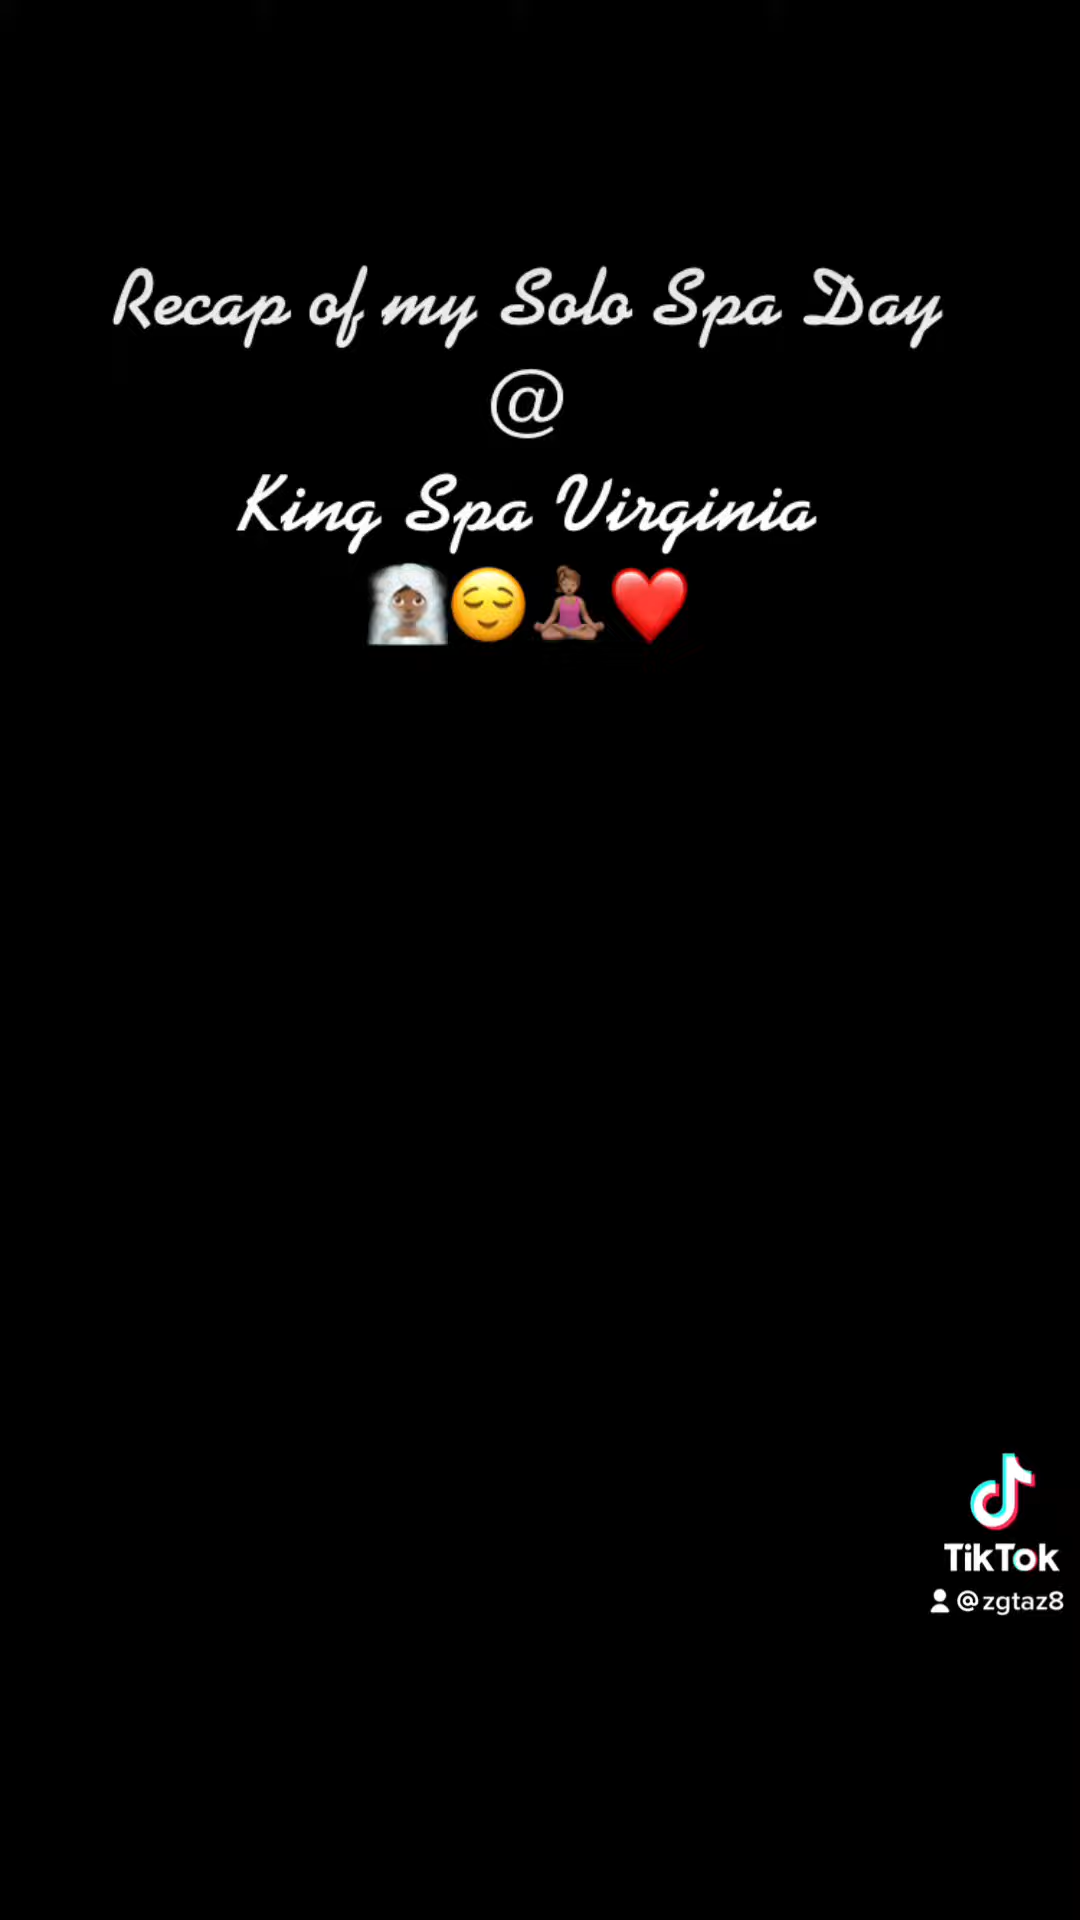 Recap of my Solo Spa Day
@
King Spa Virginia
🧖🏽‍♀️😌🧘🏽‍♀️❤️
TikTok
@zgtaz8